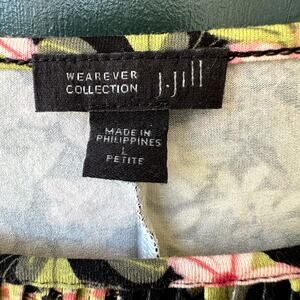 WEAREVER
COLLECTION
J.Jill
MADE IN
PHILIPPINES
L
PETITE